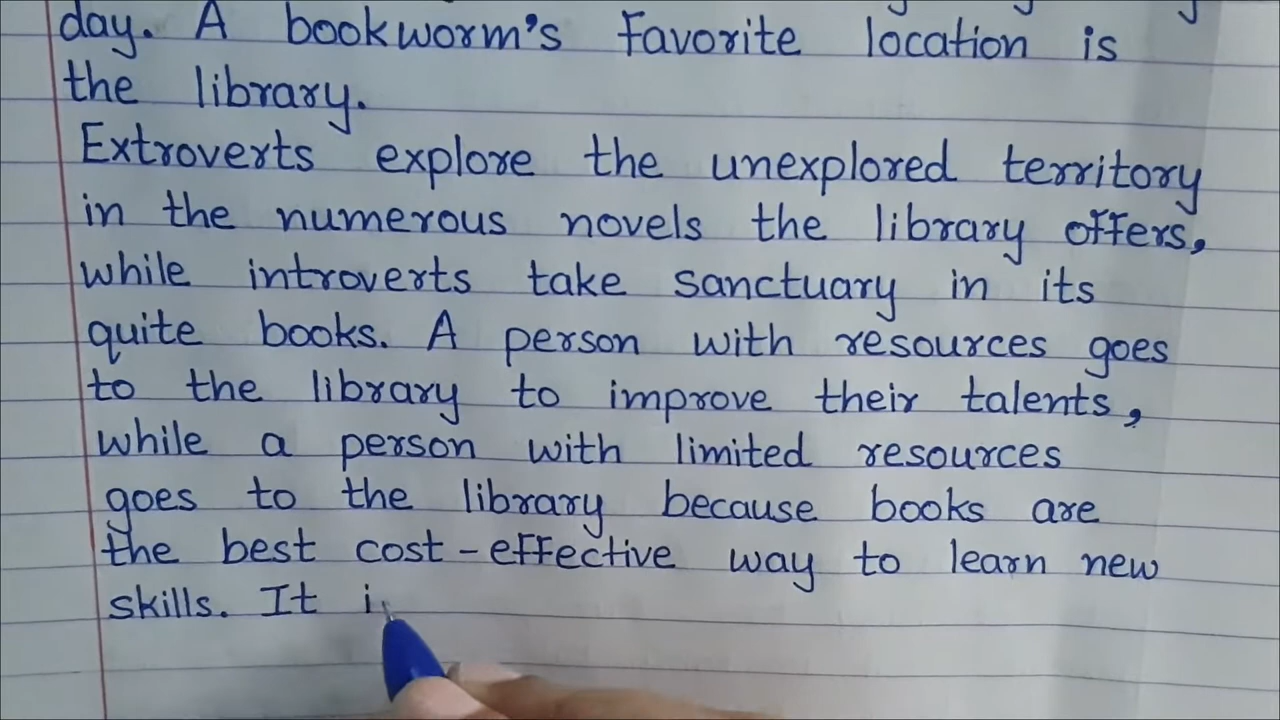 day. A bookworm's favorite location is
the library.
Extroverts explore the unexplored territory
in the numerous novels the library offers,
while introverts take sanctuary in its
quite books. A person with resources goes
to the library to improve their talents,
while a person with limited resources
goes to the library because books are
the best cost-effective way to learn new
skills. It i